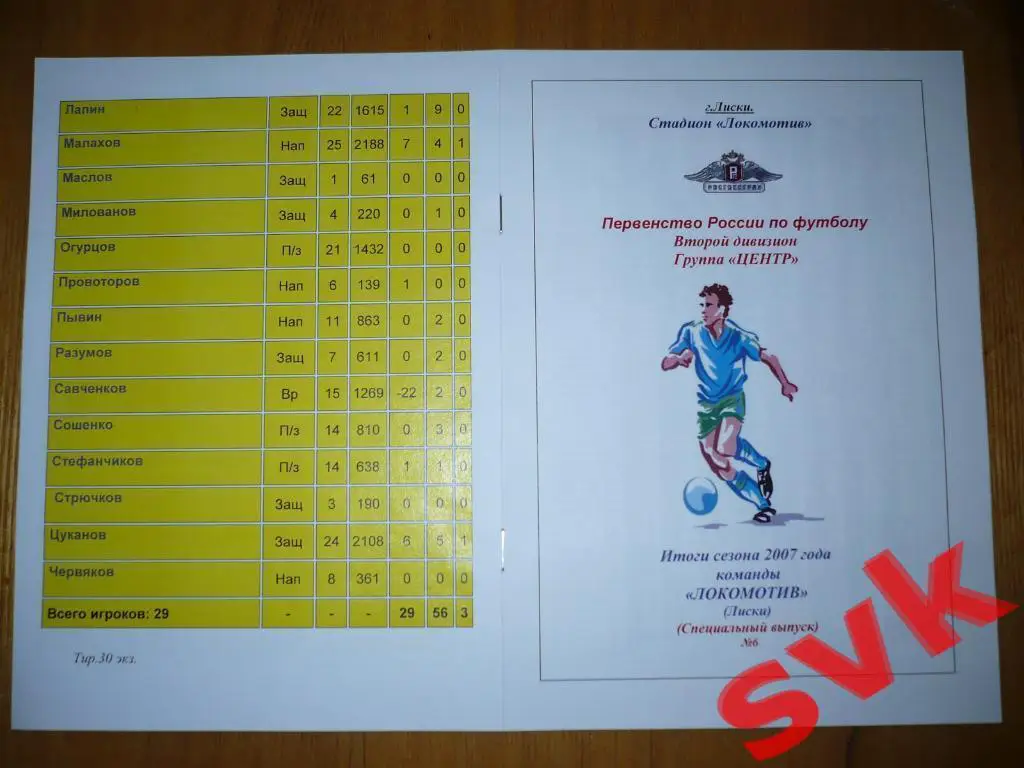 Лапин Защ 22 1615 1 9 0
Малахов Нап 25 2188 7 4 1
Маслов Защ 1 61 0 0 0
Милованов Защ 4 220 0 1 0
Огурцов П/з 21 1432 0 0 0
Провоторов Нап 6 139 1 0 0
Пывин Нап 11 863 0 2 0
Разумов Защ 7 611 0 2 0
Савченков Вр 15 1269 -22 2 0
Сошенко П/з 14 810 0 3 0
Стефанчиков П/з 14 638 1 1 0
Стрючков Защ 3 190 0 0 0
Цуканов Защ 24 2108 6 5 1
Червяков Нап 8 361 0 0 0
Всего игроков: 29 - - - 29 56 3
Тир.30 экз.
г.Лиски.
Стадион «Локомотив»
РОСГОССТРАХ
Первенство России по футболу
Второй дивизион
Группа «ЦЕНТР»
Итоги сезона 2007 года
команды
«ЛОКОМОТИВ»
(Лиски)
(Специальный выпуск)
№6
SVK